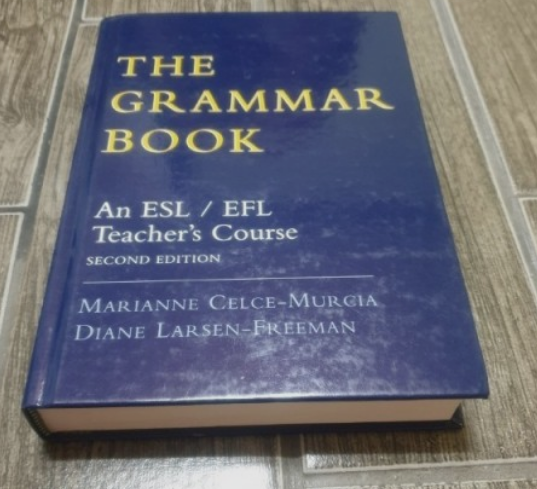 THE
GRAMMAR
BOOK
An ESL / EFL
Teacher's Course
SECOND EDITION
MARIANNE CELCE-MURCIA
DIANE LARSEN-FREEMAN